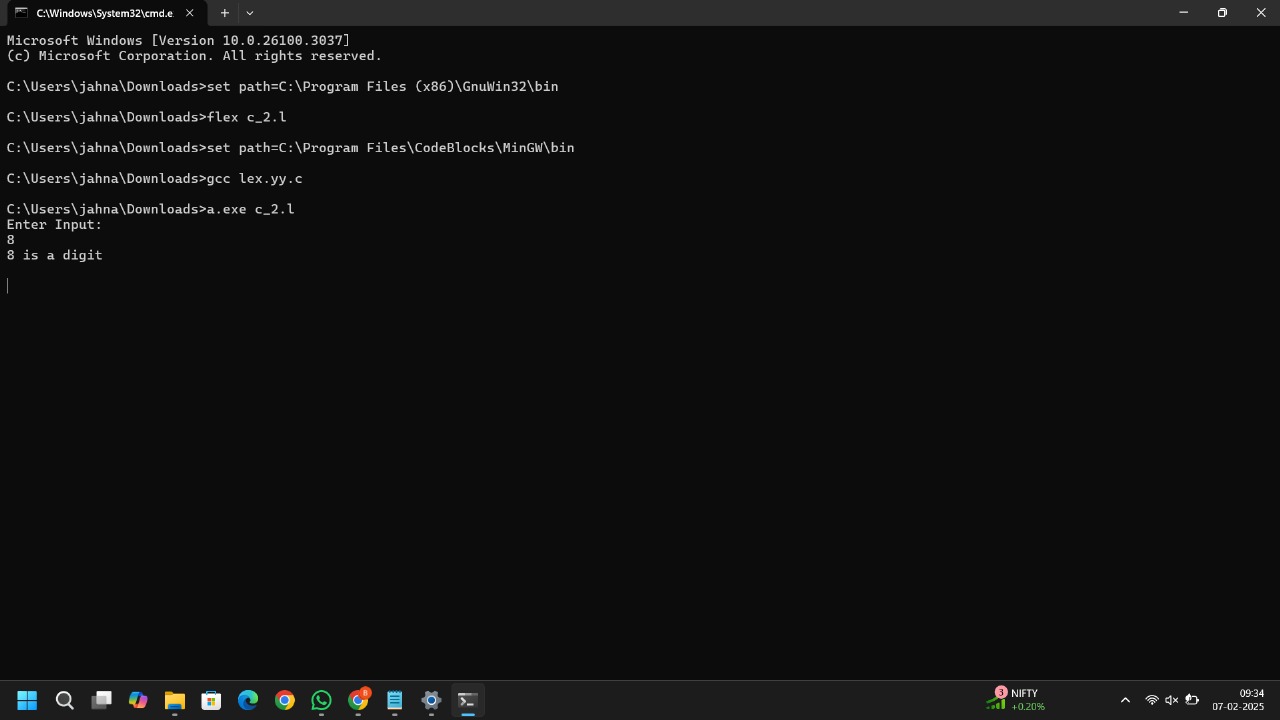 C:\Windows\System32\cmd.e
Microsoft Windows [Version 10.0.26100.3037]
(c) Microsoft Corporation. All rights reserved.
C:\Users\jahna\Downloads>set path=C:\Program Files (x86)\GnuWin32\bin
C:\Users\jahna\Downloads>flex c_2.l
C:\Users\jahna\Downloads>set path=C:\Program Files\CodeBlocks\MinGW\bin
C:\Users\jahna\Downloads>gcc lex.yy.c
C:\Users\jahna\Downloads>a.exe c_2.l
Enter Input:
8
8 is a digit
3
NIFTY
+0.20%
B
09:34
07-02-2025